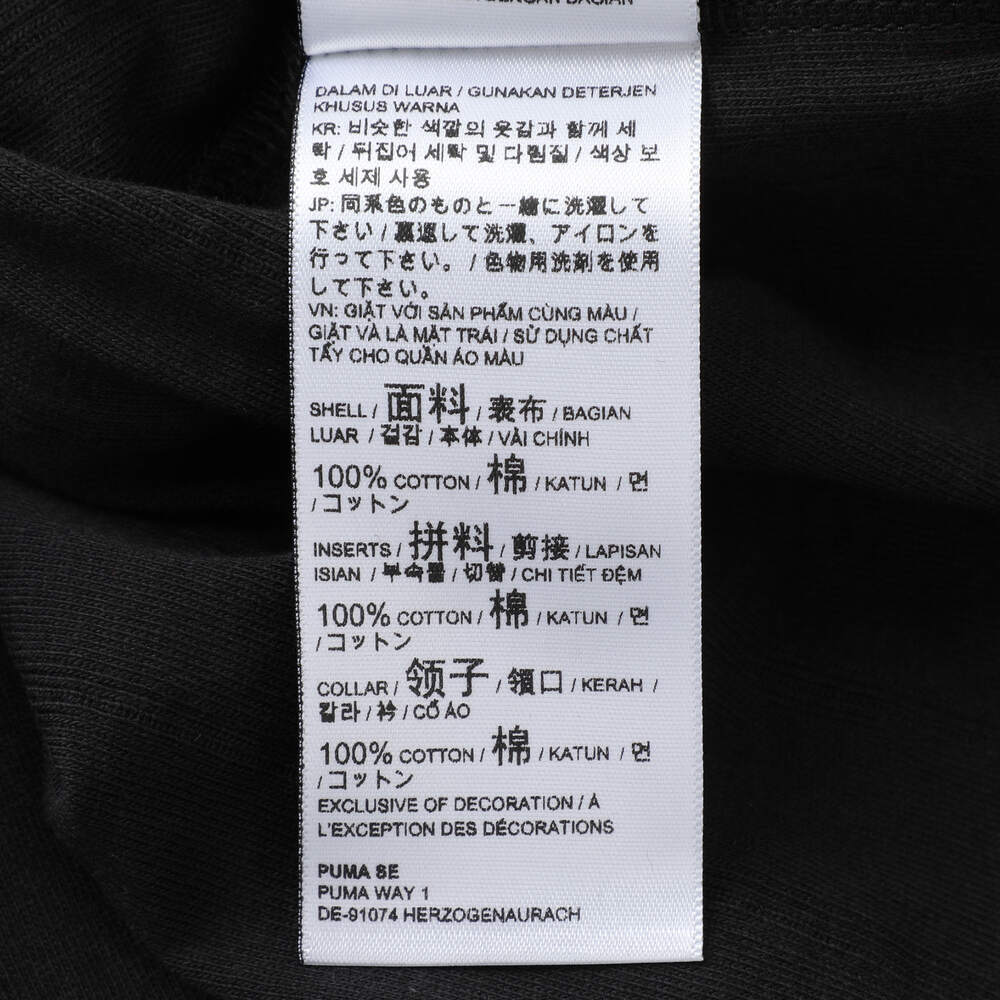 DALAM DI LUAR / GUNAKAN DETERJEN
KHUSUS WARNA
KR: 비슷한 색깔의 옷감과 함께 세
탁 / 뒤집어 세탁 및 다림질 / 색상 보
호 세제 사용
JP: 同系色のものと一緒に洗濯して
下さい / 裏返して洗濯、アイロンを
行って下さい。 / 色物用洗剤を使用
して下さい。
VN: GIẶT VỚI SẢN PHẨM CÙNG MÀU /
GIẶT VÀ LÀ MẶT TRÁI / SỬ DỤNG CHẤT
TẨY CHO QUẦN ÁO MÀU
SHELL / 面料 / 表布 / BAGIAN
LUAR / 겉감 / 本体 / VẢI CHÍNH
100% COTTON / 棉 / KATUN / 면
/ コットン
INSERTS / 拼料 / 剪接 / LAPISAN
ISIAN / 부속물 / 切替 / CHI TIẾT ĐỆM
100% COTTON / 棉 / KATUN / 면
/ コットン
COLLAR / 领子 / 領口 / KERAH /
칼라 / 衿 / CỔ ÁO
100% COTTON / 棉 / KATUN / 면
/ コットン
EXCLUSIVE OF DECORATION / À
L'EXCEPTION DES DÉCORATIONS
PUMA SE
PUMA WAY 1
DE-91074 HERZOGENAURACH